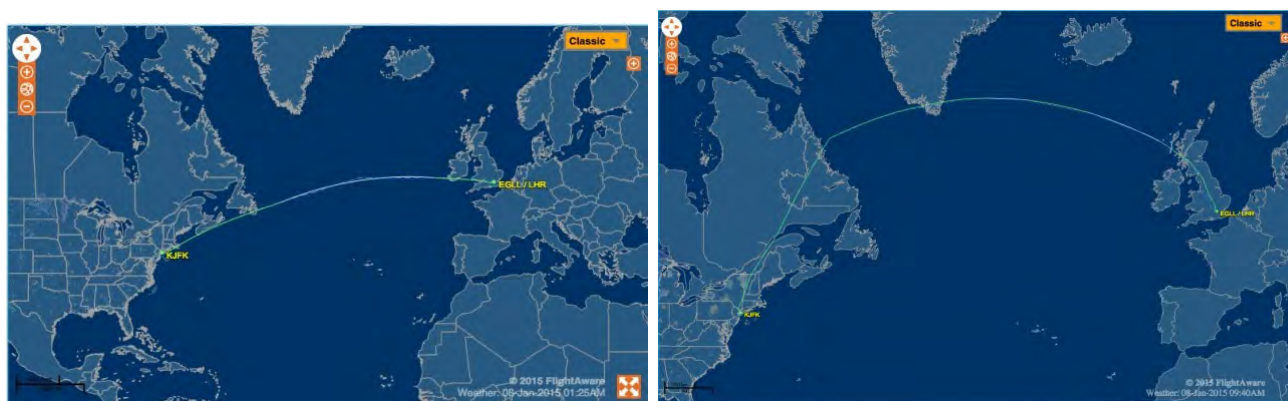 Classic
EGLL / LHR
KJFK
© 2015 FlightAware
Weather: 08-Jan-2015 01:25AM
Classic
EGLL / LHR
KJFK
© 2015 FlightAware
Weather: 08-Jan-2015 09:40AM